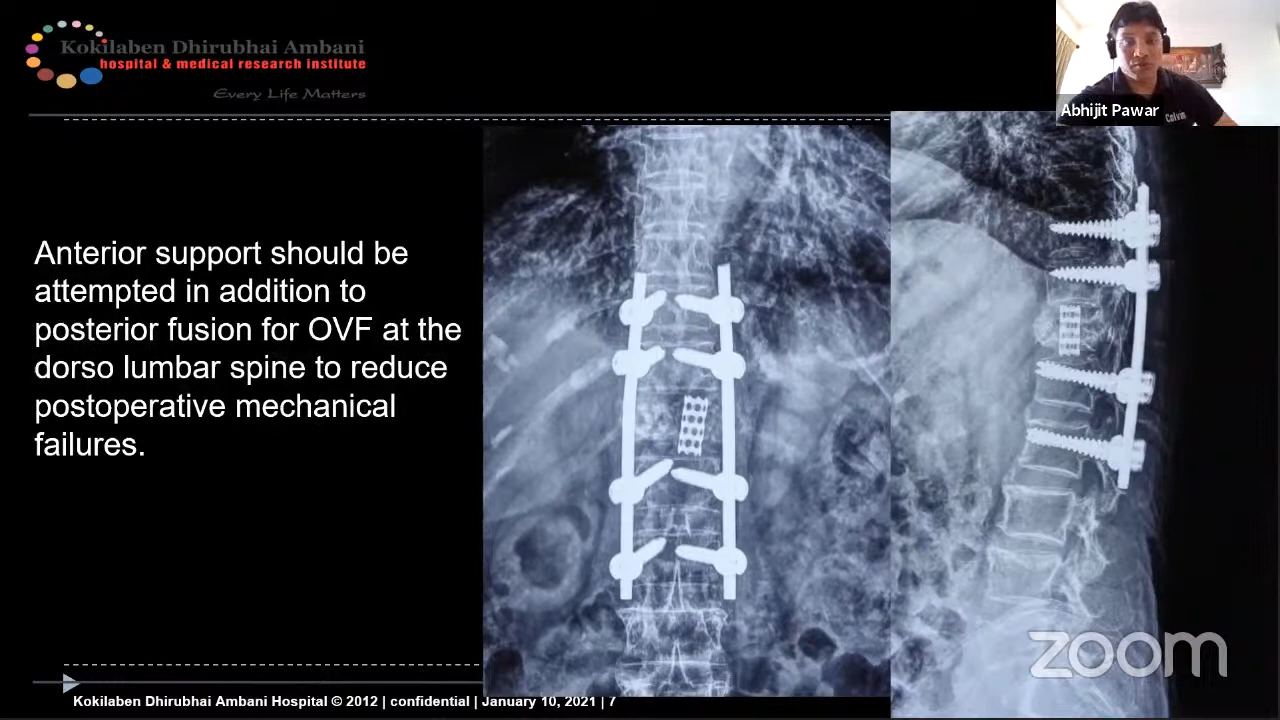 Kokilaben Dhirubhai Ambani
hospital & medical research institute
Every Life Matters
Abhijit Pawar
Calvin
Anterior support should be
attempted in addition to
posterior fusion for OVF at the
dorso lumbar spine to reduce
postoperative mechanical
failures.
zoom
Kokilaben Dhirubhai Ambani Hospital © 2012 | confidential | January 10, 2021 | 7